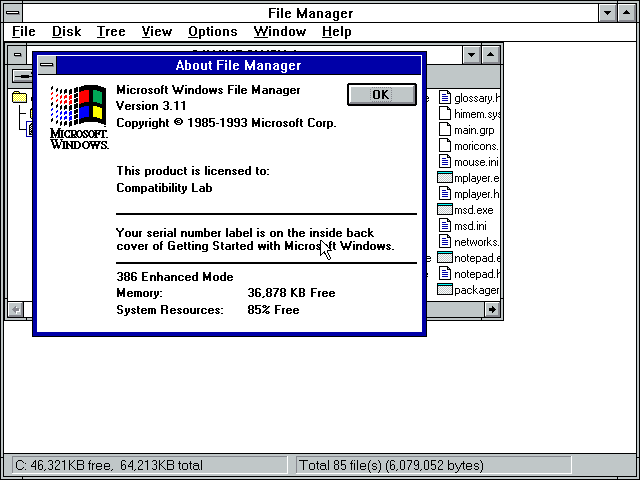 File Manager
File Disk Tree View Options Window Help
About File Manager
Microsoft Windows File Manager
Version 3.11
Copyright © 1985-1993 Microsoft Corp.
OK
MICROSOFT.
WINDOWS.
This product is licensed to:
Compatibility Lab
Your serial number label is on the inside back
cover of Getting Started with Microsoft Windows.
386 Enhanced Mode
Memory: 36,878 KB Free
System Resources: 85% Free
glossary.h
himem.sys
main.grp
moricons.
mouse.ini
mplayer.e
mplayer.h
msd.exe
msd.ini
networks.
notepad.e
notepad.h
packager
C: 46,321KB free, 64,213KB total
Total 85 file(s) (6,079,052 bytes)